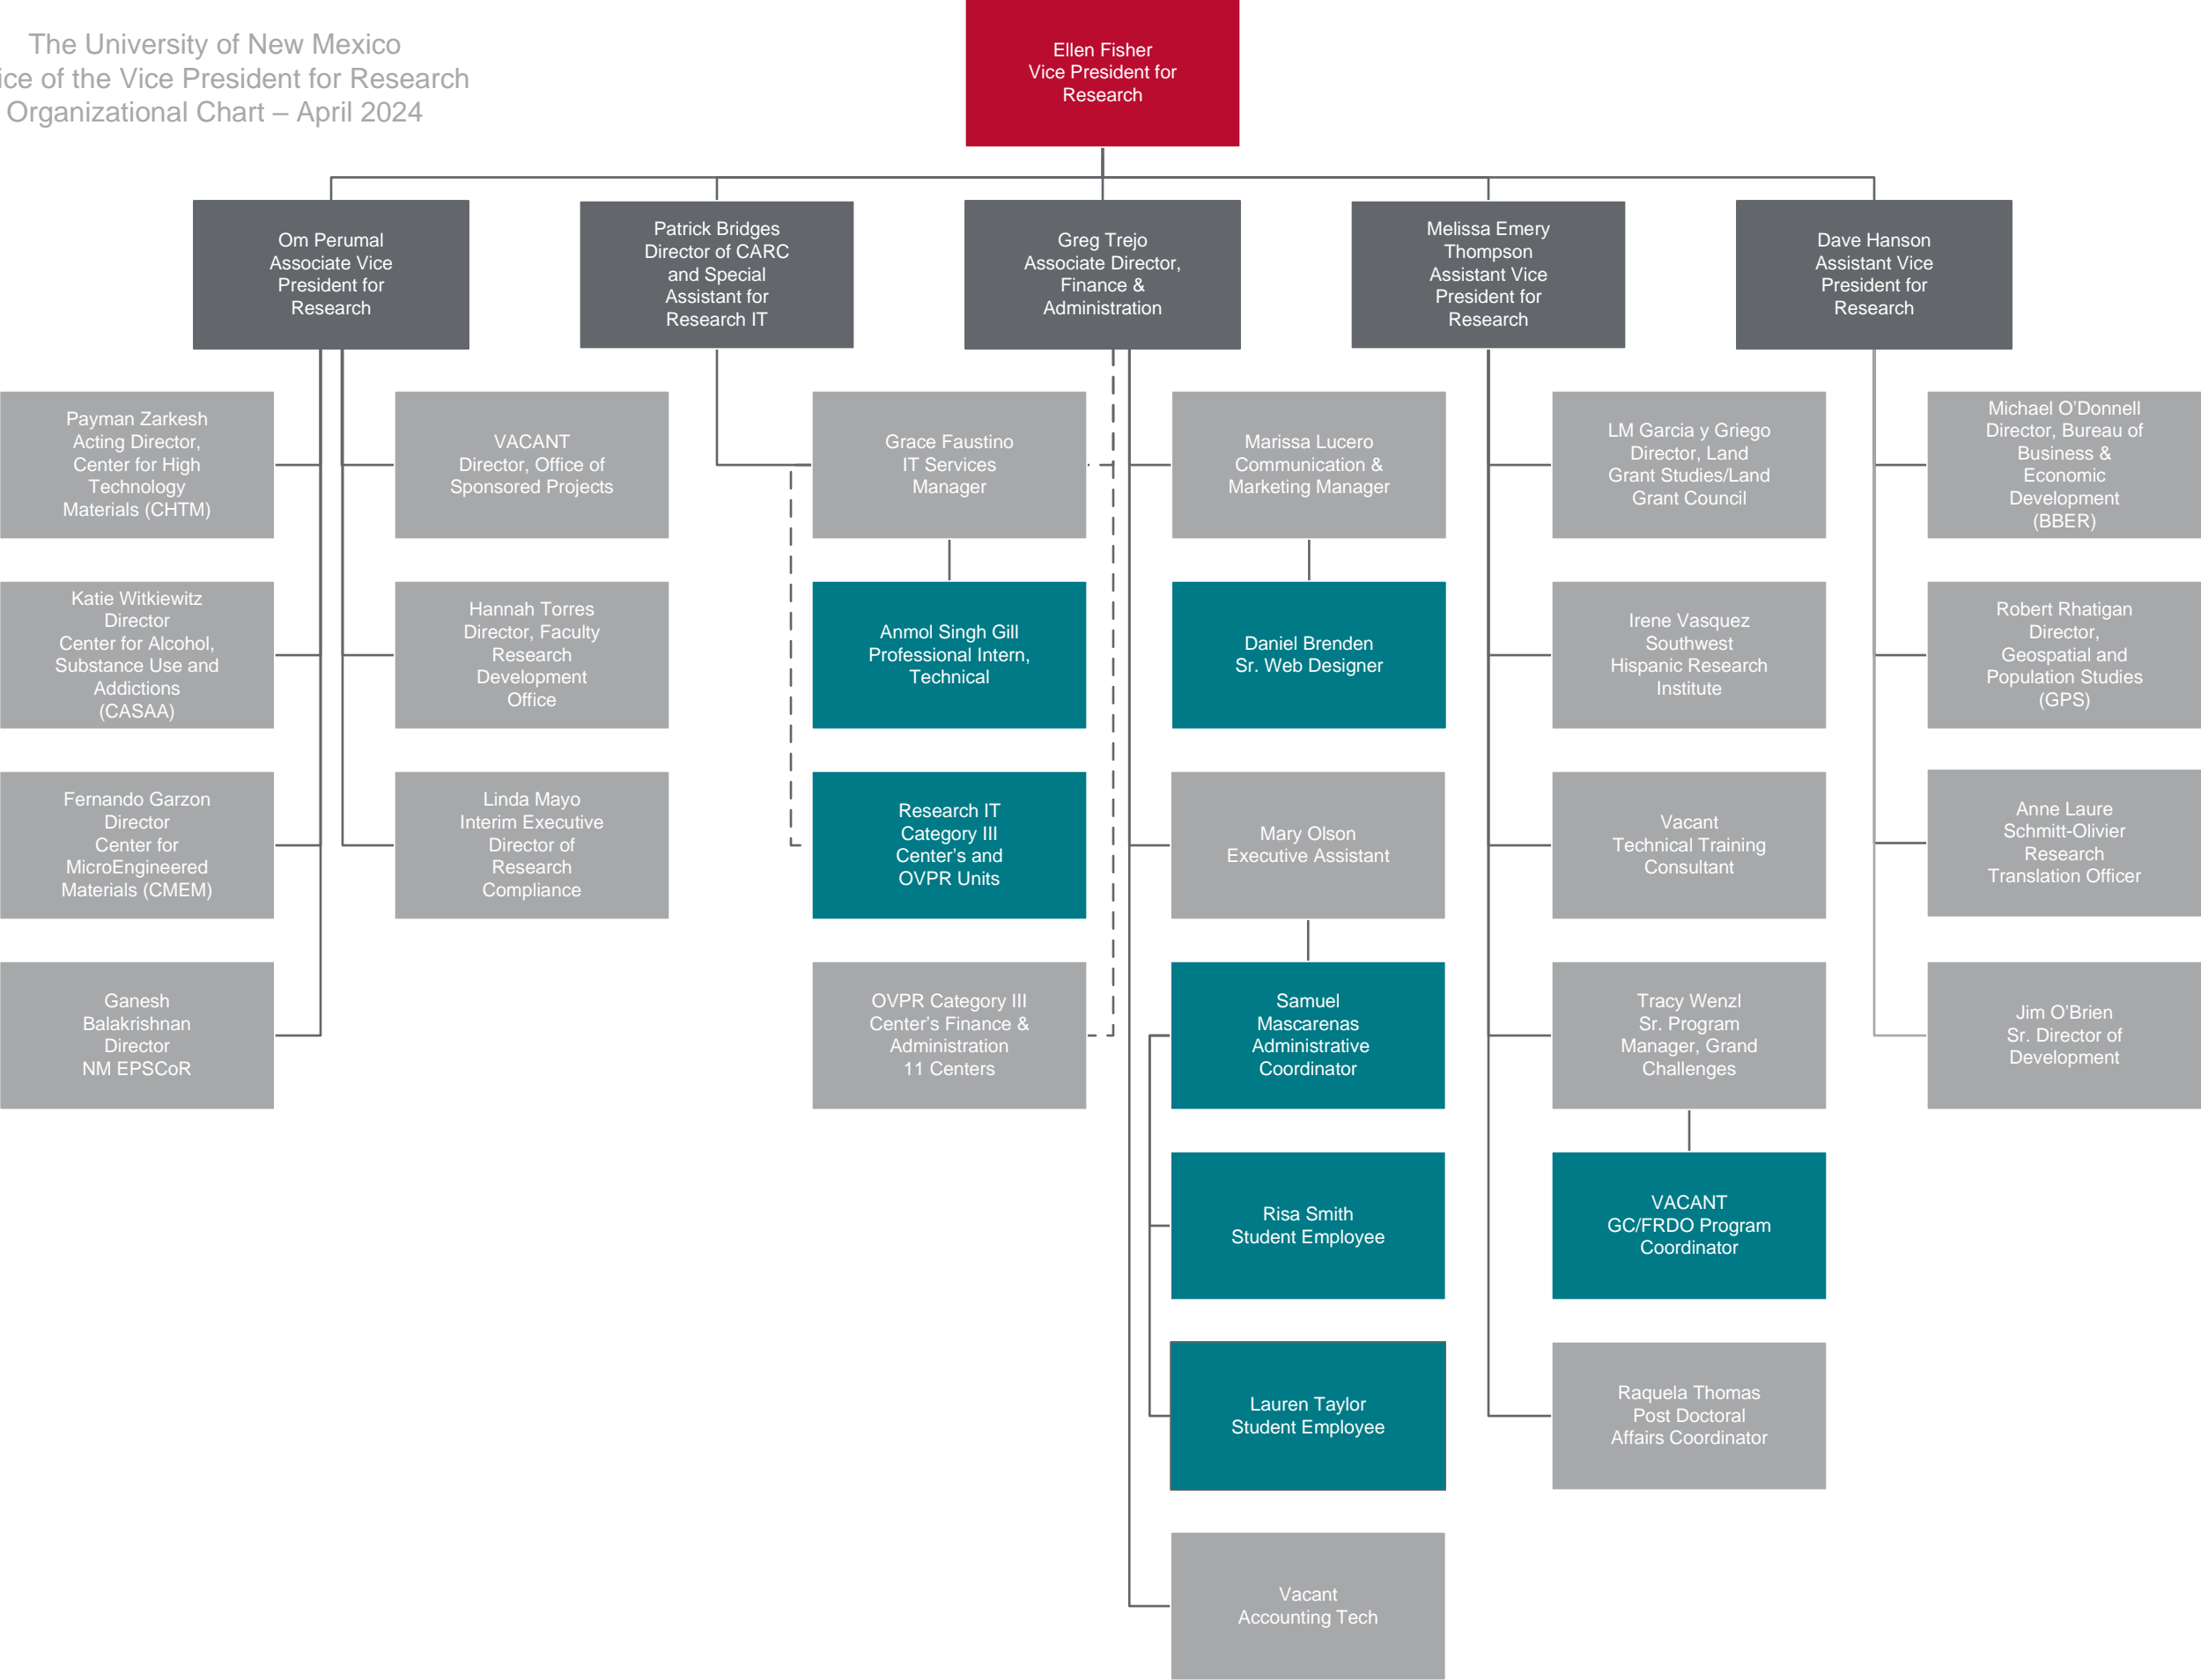 The University of New Mexico
ice of the Vice President for Research
Organizational Chart – April 2024
Ellen Fisher
Vice President for
Research
Om Perumal
Associate Vice
President for
Research
Patrick Bridges
Director of CARC
and Special
Assistant for
Research IT
Greg Trejo
Associate Director,
Finance &
Administration
Melissa Emery
Thompson
Assistant Vice
President for
Research
Dave Hanson
Assistant Vice
President for
Research
Payman Zarkesh
Acting Director,
Center for High
Technology
Materials (CHTM)
VACANT
Director, Office of
Sponsored Projects
Grace Faustino
IT Services
Manager
Marissa Lucero
Communication &
Marketing Manager
LM Garcia y Griego
Director, Land
Grant Studies/Land
Grant Council
Michael O’Donnell
Director, Bureau of
Business &
Economic
Development
(BBER)
Katie Witkiewitz
Director
Center for Alcohol,
Substance Use and
Addictions
(CASAA)
Hannah Torres
Director, Faculty
Research
Development
Office
Anmol Singh Gill
Professional Intern,
Technical
Daniel Brenden
Sr. Web Designer
Irene Vasquez
Southwest
Hispanic Research
Institute
Robert Rhatigan
Director,
Geospatial and
Population Studies
(GPS)
Fernando Garzon
Director
Center for
MicroEngineered
Materials (CMEM)
Linda Mayo
Interim Executive
Director of
Research
Compliance
Research IT
Category III
Center’s and
OVPR Units
Mary Olson
Executive Assistant
Vacant
Technical Training
Consultant
Anne Laure
Schmitt-Olivier
Research
Translation Officer
Ganesh
Balakrishnan
Director
NM EPSCoR
OVPR Category III
Center’s Finance &
Administration
11 Centers
Samuel
Mascarenas
Administrative
Coordinator
Tracy Wenzl
Sr. Program
Manager, Grand
Challenges
Jim O’Brien
Sr. Director of
Development
Risa Smith
Student Employee
VACANT
GC/FRDO Program
Coordinator
Lauren Taylor
Student Employee
Raquela Thomas
Post Doctoral
Affairs Coordinator
Vacant
Accounting Tech